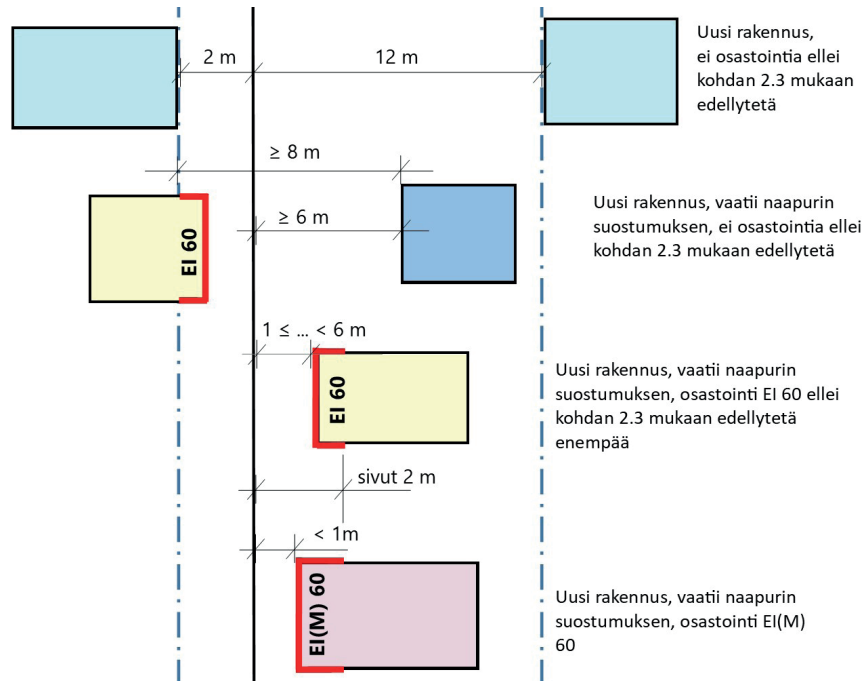 2 m
12 m
Uusi rakennus,
ei osastointia ellei
kohdan 2.3 mukaan
edellytetä
≥ 8 m
EI 60
≥ 6 m
Uusi rakennus, vaatii naapurin
suostumuksen, ei osastointia ellei
kohdan 2.3 mukaan edellytetä
1 ≤ ... < 6 m
EI 60
Uusi rakennus, vaatii naapurin
suostumuksen, osastointi EI 60 ellei
kohdan 2.3 mukaan edellytetä
enempää
sivut 2 m
< 1m
EI(M) 60
Uusi rakennus, vaatii naapurin
suostumuksen, osastointi EI(M)
60